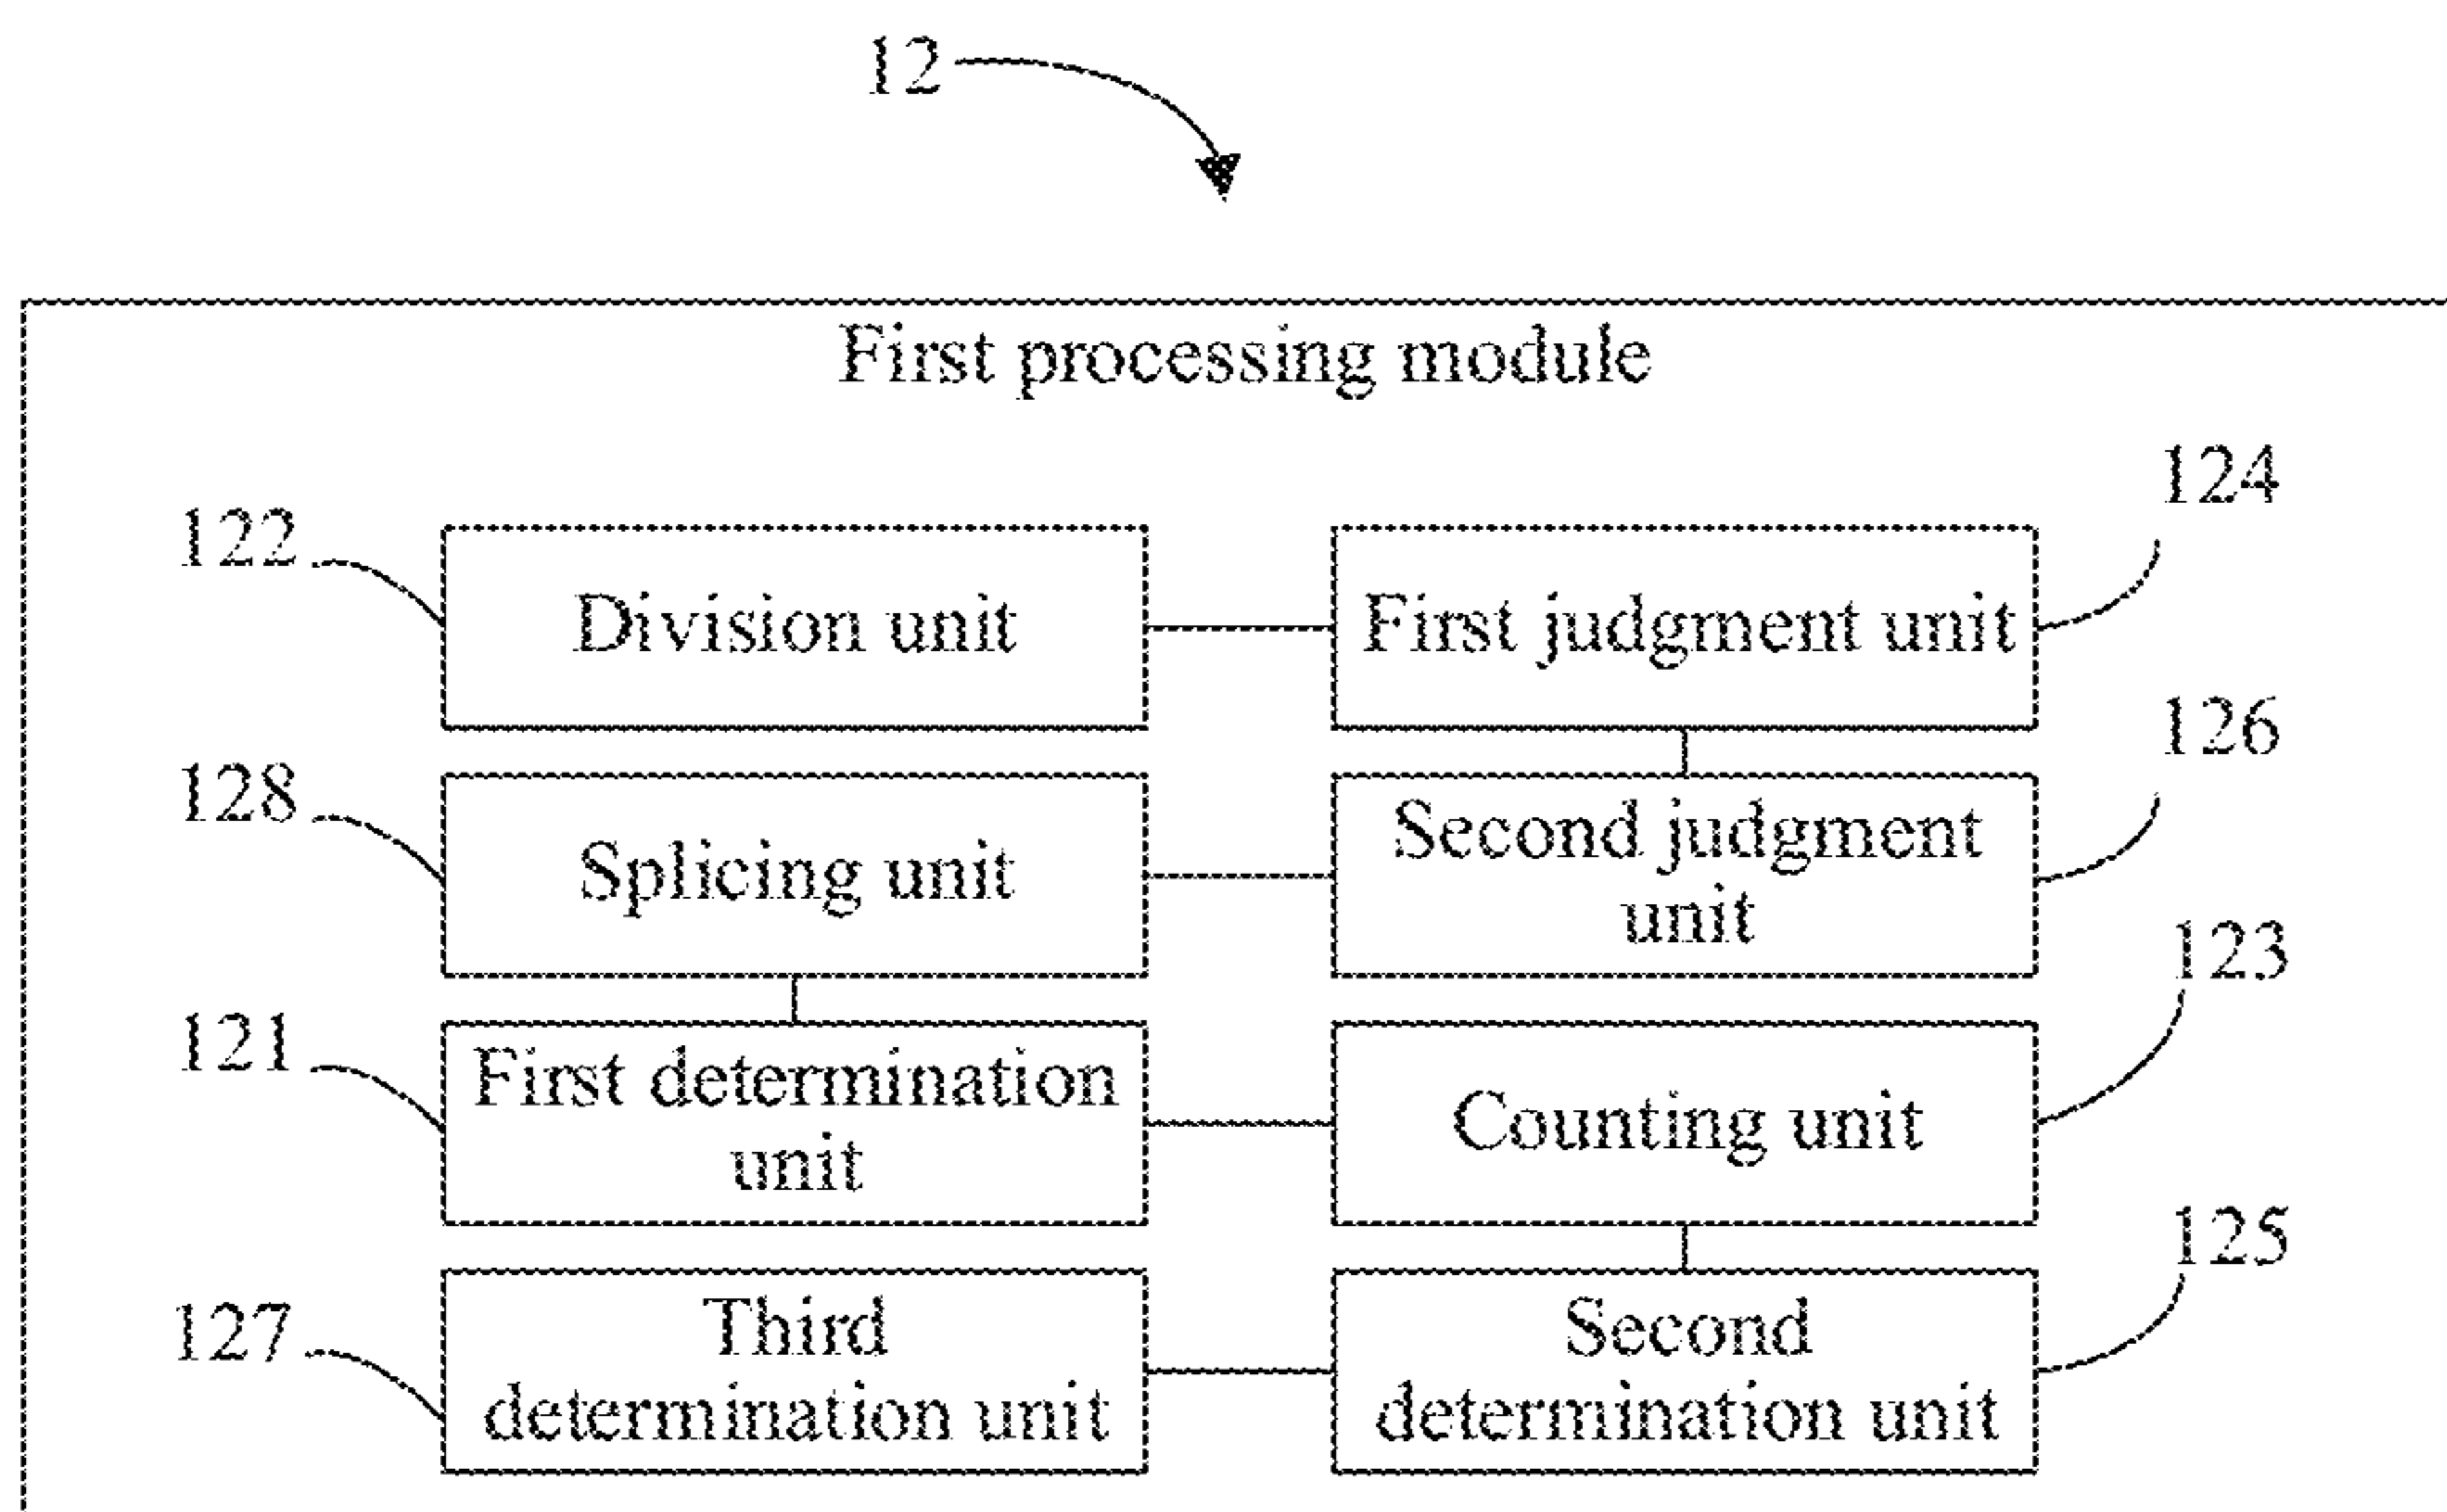 12
First processing module
124
122
Division unit
First judgment unit
126
128
Splicing unit
Second judgment
unit
123
121
First determination
unit
Counting unit
125
127
Third
determination unit
Second
determination unit